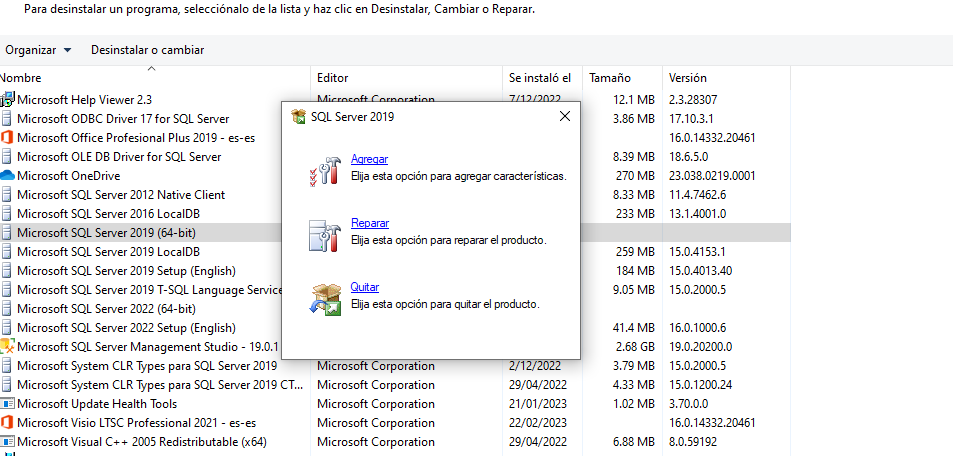 Para desinstalar un programa, selecciónalo de la lista y haz clic en Desinstalar, Cambiar o Reparar.
Organizar Desinstalar o cambiar
Nombre Editor Se instaló el Tamaño Versión
Microsoft Help Viewer 2.3 Microsoft Corporation 7/12/2022 12.1 MB 2.3.28307
Microsoft ODBC Driver 17 for SQL Server 3.86 MB 17.10.3.1
Microsoft Office Profesional Plus 2019 - es-es 16.0.14332.20461
Microsoft OLE DB Driver for SQL Server 8.39 MB 18.6.5.0
Microsoft OneDrive 270 MB 23.038.0219.0001
Microsoft SQL Server 2012 Native Client 8.33 MB 11.4.7462.6
Microsoft SQL Server 2016 LocalDB 233 MB 13.1.4001.0
Microsoft SQL Server 2019 (64-bit)
Microsoft SQL Server 2019 LocalDB 259 MB 15.0.4153.1
Microsoft SQL Server 2019 Setup (English) 184 MB 15.0.4013.40
Microsoft SQL Server 2019 T-SQL Language Service 9.05 MB 15.0.2000.5
Microsoft SQL Server 2022 (64-bit)
Microsoft SQL Server 2022 Setup (English) 41.4 MB 16.0.1000.6
Microsoft SQL Server Management Studio - 19.0.1 2.68 GB 19.0.20200.0
Microsoft System CLR Types para SQL Server 2019 Microsoft Corporation 2/12/2022 3.79 MB 15.0.2000.5
Microsoft System CLR Types para SQL Server 2019 CT... Microsoft Corporation 29/04/2022 4.33 MB 15.0.1200.24
Microsoft Update Health Tools Microsoft Corporation 21/01/2023 1.02 MB 3.70.0.0
Microsoft Visio LTSC Professional 2021 - es-es Microsoft Corporation 22/02/2023 16.0.14332.20461
Microsoft Visual C++ 2005 Redistributable (x64) Microsoft Corporation 29/04/2022 6.88 MB 8.0.59192
SQL Server 2019
Agregar
Elija esta opción para agregar características.
Reparar
Elija esta opción para reparar el producto.
Quitar
Elija esta opción para quitar el producto.